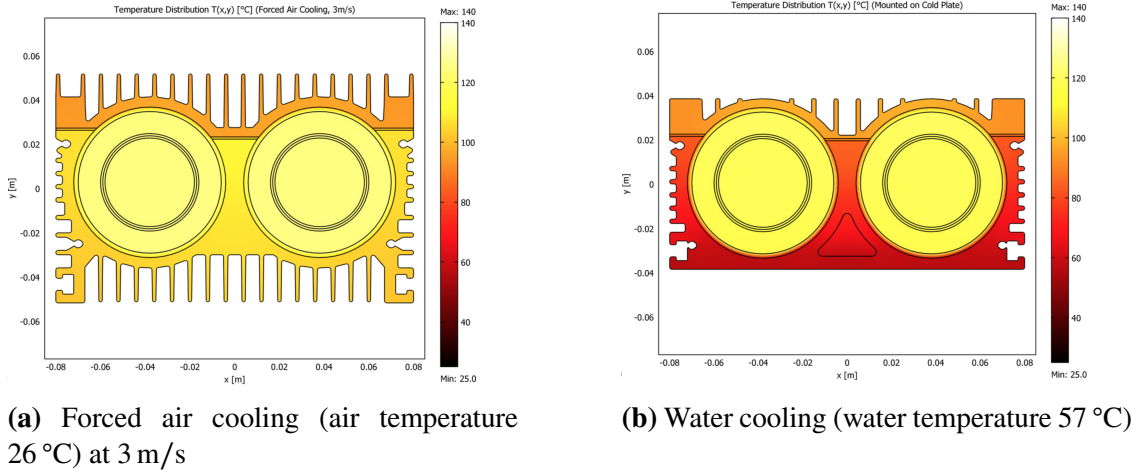 Temperature Distribution T(x,y) [°C] (Forced Air Cooling, 3m/s)
Max: 140
0.06
0.04
0.02
0
-0.02
-0.04
-0.06
y [m]
-0.08 -0.06 -0.04 -0.02 0 0.02 0.04 0.06 0.08
x [m]
140
120
100
80
60
40
Min: 25.0
(a) Forced air cooling (air temperature
26 °C) at 3 m/s
Temperature Distribution T(x,y) [°C] (Mounted on Cold Plate)
Max: 140
0.06
0.04
0.02
0
-0.02
-0.04
-0.06
y [m]
-0.08 -0.06 -0.04 -0.02 0 0.02 0.04 0.06 0.08
x [m]
140
120
100
80
60
40
Min: 25.0
(b) Water cooling (water temperature 57 °C)